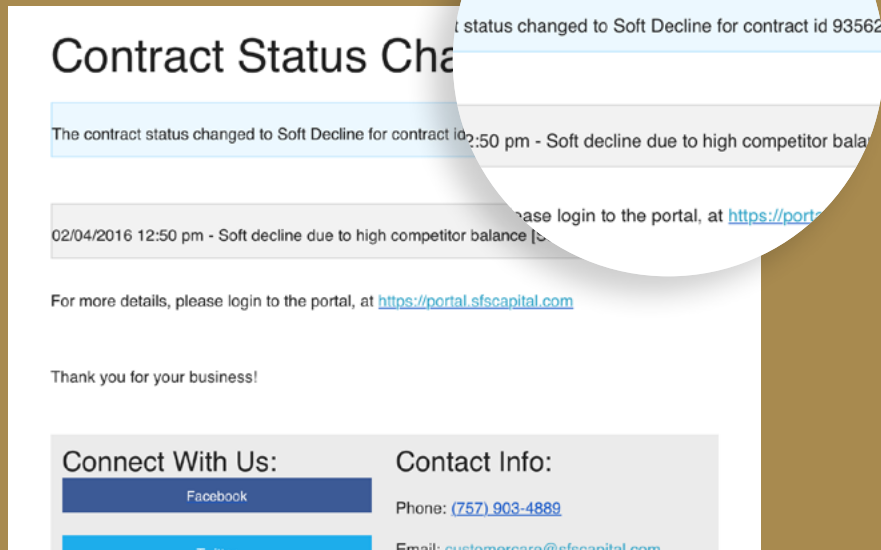 Contract Status Cha
The contract status changed to Soft Decline for contract id
02/04/2016 12:50 pm - Soft decline due to high competitor balance [S
For more details, please login to the portal, at https://portal.sfscapital.com
Thank you for your business!
Connect With Us:
Facebook
Contact Info:
Phone: (757) 903-4889
Email: customercare@sfscapital.com
t status changed to Soft Decline for contract id 93562
2:50 pm - Soft decline due to high competitor bala
ease login to the portal, at https://porta